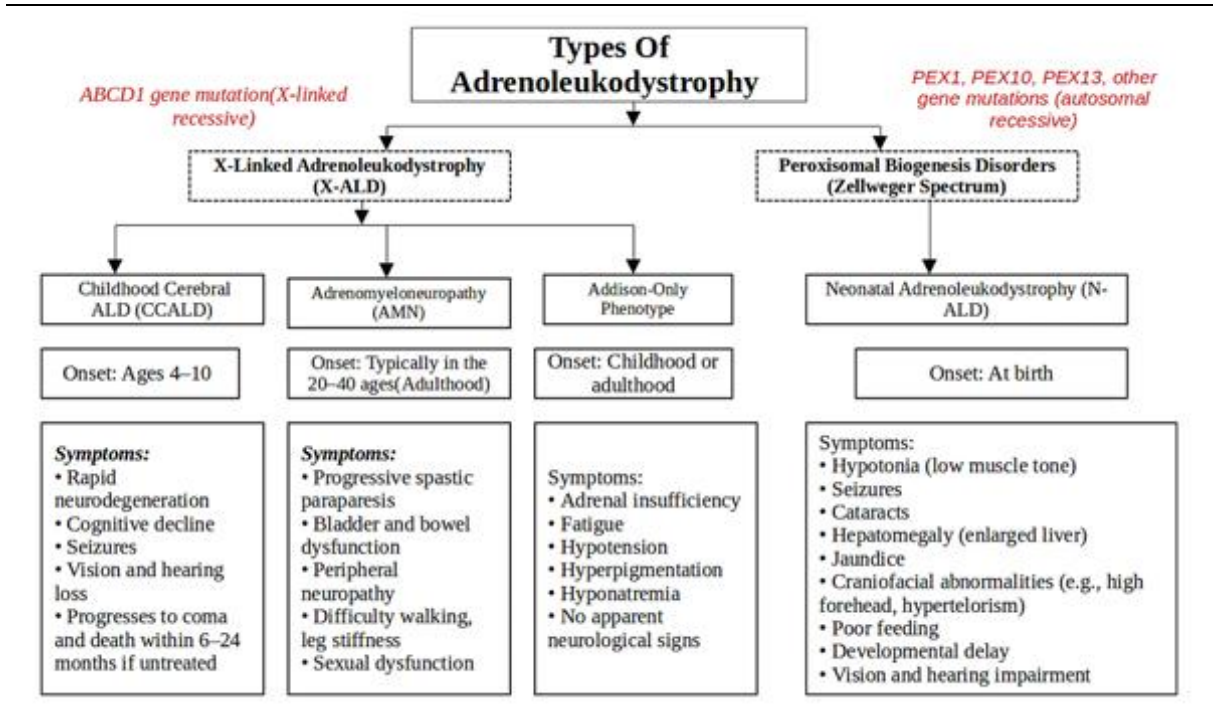 Types Of
Adrenoleukodystrophy
ABCD1 gene mutation(X-linked
recessive)
PEX1, PEX10, PEX13, other
gene mutations (autosomal
recessive)
X-Linked Adrenoleukodystrophy
(X-ALD)
Peroxisomal Biogenesis Disorders
(Zellweger Spectrum)
Childhood Cerebral
ALD (CCALD)
Adrenomyeloneuropathy
(AMN)
Addison-Only
Phenotype
Neonatal Adrenoleukodystrophy (N-
ALD)
Onset: Ages 4–10
Onset: Typically in the
20–40 ages(Adulthood)
Onset: Childhood or
adulthood
Onset: At birth
Symptoms:
• Rapid
neurodegeneration
• Cognitive decline
• Seizures
• Vision and hearing
loss
• Progresses to coma
and death within 6–24
months if untreated
Symptoms:
• Progressive spastic
paraparesis
• Bladder and bowel
dysfunction
• Peripheral
neuropathy
• Difficulty walking,
leg stiffness
• Sexual dysfunction
Symptoms:
• Adrenal insufficiency
• Fatigue
• Hypotension
• Hyperpigmentation
• Hyponatremia
• No apparent
neurological signs
Symptoms:
• Hypotonia (low muscle tone)
• Seizures
• Cataracts
• Hepatomegaly (enlarged liver)
• Jaundice
• Craniofacial abnormalities (e.g., high
forehead, hypertelorism)
• Poor feeding
• Developmental delay
• Vision and hearing impairment